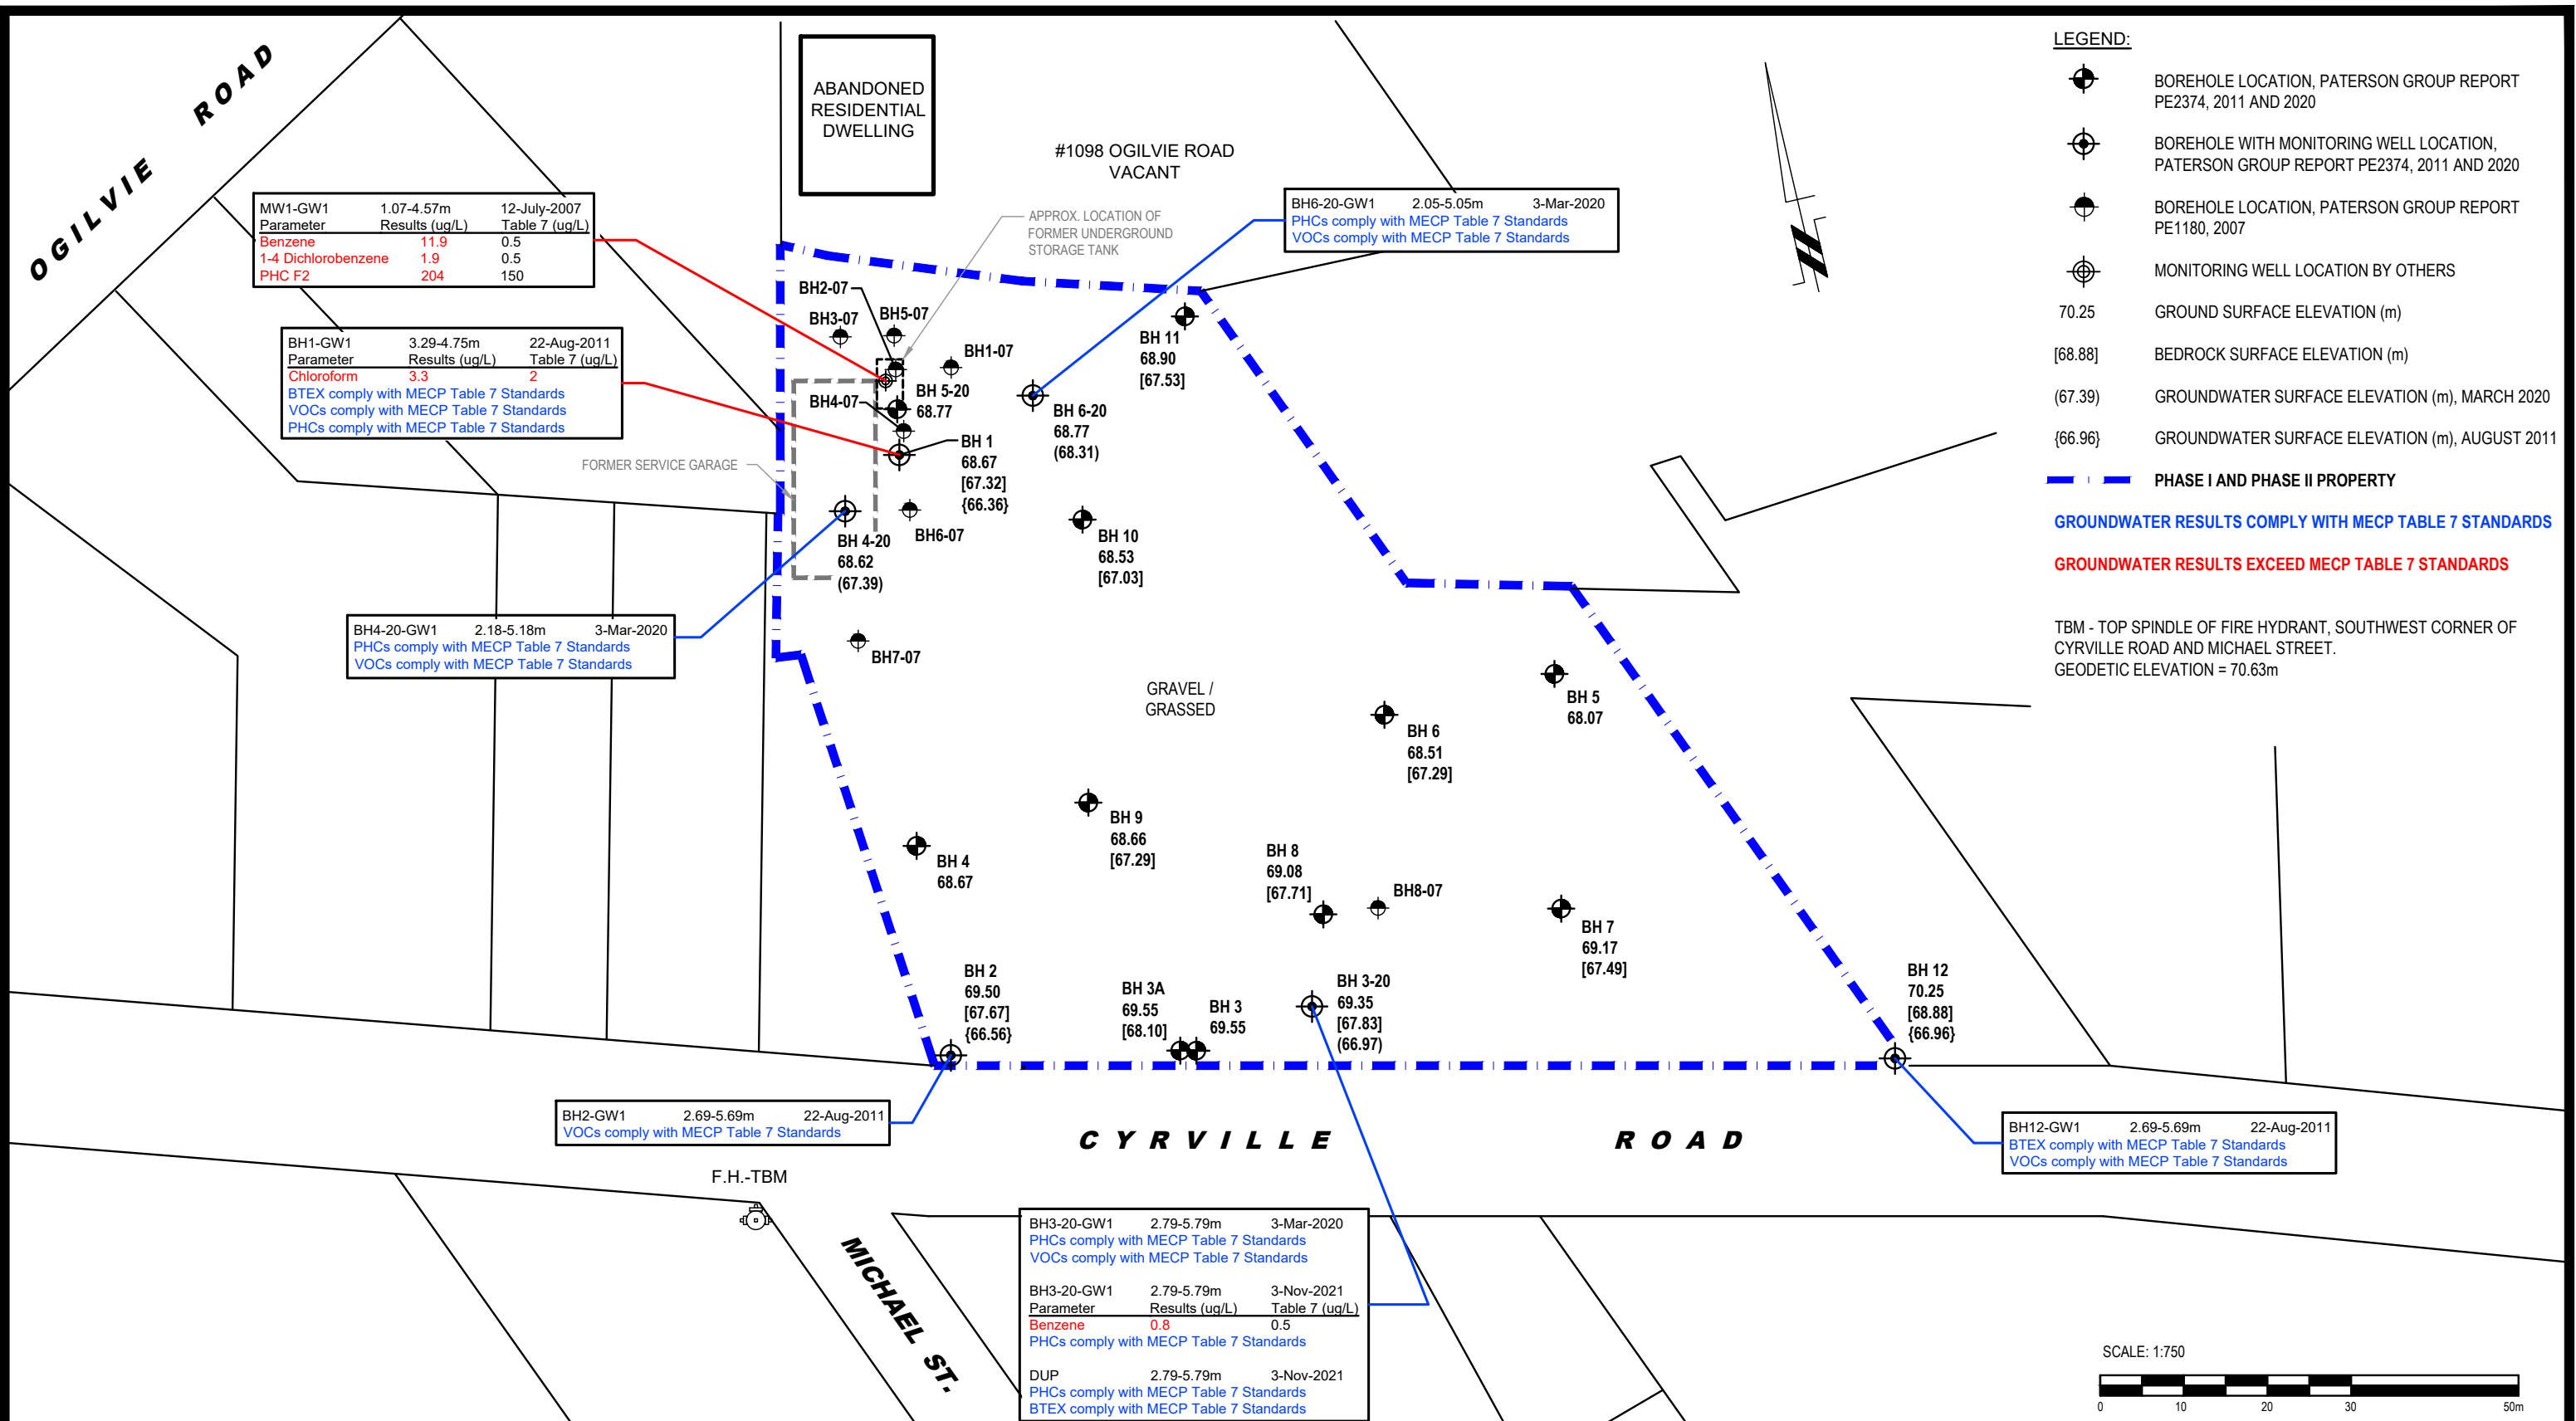 OGILVIE ROAD
ABANDONED
RESIDENTIAL
DWELLING
#1098 OGILVIE ROAD
VACANT
MW1-GW1 1.07-4.57m 12-July-2007
Parameter Results (ug/L) Table 7 (ug/L)
Benzene 11.9 0.5
1-4 Dichlorobenzene 1.9 0.5
PHC F2 204 150
APPROX. LOCATION OF
FORMER UNDERGROUND
STORAGE TANK
BH6-20-GW1 2.05-5.05m 3-Mar-2020
PHCs comply with MECP Table 7 Standards
VOCs comply with MECP Table 7 Standards
BH1-GW1 3.29-4.75m 22-Aug-2011
Parameter Results (ug/L) Table 7 (ug/L)
Chloroform 3.3 2
BTEX comply with MECP Table 7 Standards
VOCs comply with MECP Table 7 Standards
PHCs comply with MECP Table 7 Standards
BH2-07
BH3-07
BH5-07
BH1-07
BH 11
68.90
[67.53]
BH 5-20
68.77
BH4-07
BH 6-20
68.77
(68.31)
BH 1
68.67
[67.32]
{66.36}
FORMER SERVICE GARAGE
BH6-07
BH 4-20
68.62
(67.39)
BH 10
68.53
[67.03]
BH4-20-GW1 2.18-5.18m 3-Mar-2020
PHCs comply with MECP Table 7 Standards
VOCs comply with MECP Table 7 Standards
BH7-07
GRAVEL /
GRASSED
BH 5
68.07
BH 6
68.51
[67.29]
BH 9
68.66
[67.29]
BH 4
68.67
BH 8
69.08
[67.71]
BH8-07
BH 7
69.17
[67.49]
BH 2
69.50
[67.67]
{66.56}
BH 3A
69.55
[68.10]
BH 3
69.55
BH 3-20
69.35
[67.83]
(66.97)
BH 12
70.25
[68.88]
{66.96}
BH2-GW1 2.69-5.69m 22-Aug-2011
VOCs comply with MECP Table 7 Standards
CYRVILLE ROAD
BH12-GW1 2.69-5.69m 22-Aug-2011
BTEX comply with MECP Table 7 Standards
VOCs comply with MECP Table 7 Standards
F.H.-TBM
MICHAEL ST.
BH3-20-GW1 2.79-5.79m 3-Mar-2020
PHCs comply with MECP Table 7 Standards
VOCs comply with MECP Table 7 Standards
BH3-20-GW1 2.79-5.79m 3-Nov-2021
Parameter Results (ug/L) Table 7 (ug/L)
Benzene 0.8 0.5
PHCs comply with MECP Table 7 Standards
DUP 2.79-5.79m 3-Nov-2021
PHCs comply with MECP Table 7 Standards
BTEX comply with MECP Table 7 Standards
LEGEND:
BOREHOLE LOCATION, PATERSON GROUP REPORT
PE2374, 2011 AND 2020
BOREHOLE WITH MONITORING WELL LOCATION,
PATERSON GROUP REPORT PE2374, 2011 AND 2020
BOREHOLE LOCATION, PATERSON GROUP REPORT
PE1180, 2007
MONITORING WELL LOCATION BY OTHERS
70.25 GROUND SURFACE ELEVATION (m)
[68.88] BEDROCK SURFACE ELEVATION (m)
(67.39) GROUNDWATER SURFACE ELEVATION (m), MARCH 2020
{66.96} GROUNDWATER SURFACE ELEVATION (m), AUGUST 2011
PHASE I AND PHASE II PROPERTY
GROUNDWATER RESULTS COMPLY WITH MECP TABLE 7 STANDARDS
GROUNDWATER RESULTS EXCEED MECP TABLE 7 STANDARDS
TBM - TOP SPINDLE OF FIRE HYDRANT, SOUTHWEST CORNER OF
CYRVILLE ROAD AND MICHAEL STREET.
GEODETIC ELEVATION = 70.63m
SCALE: 1:750
0 10 20 30 50m